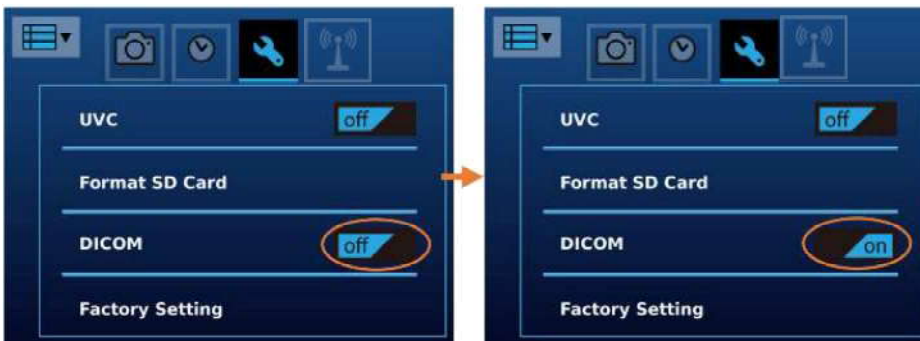 UVC off
Format SD Card
DICOM off
Factory Setting
UVC off
Format SD Card
DICOM on
Factory Setting